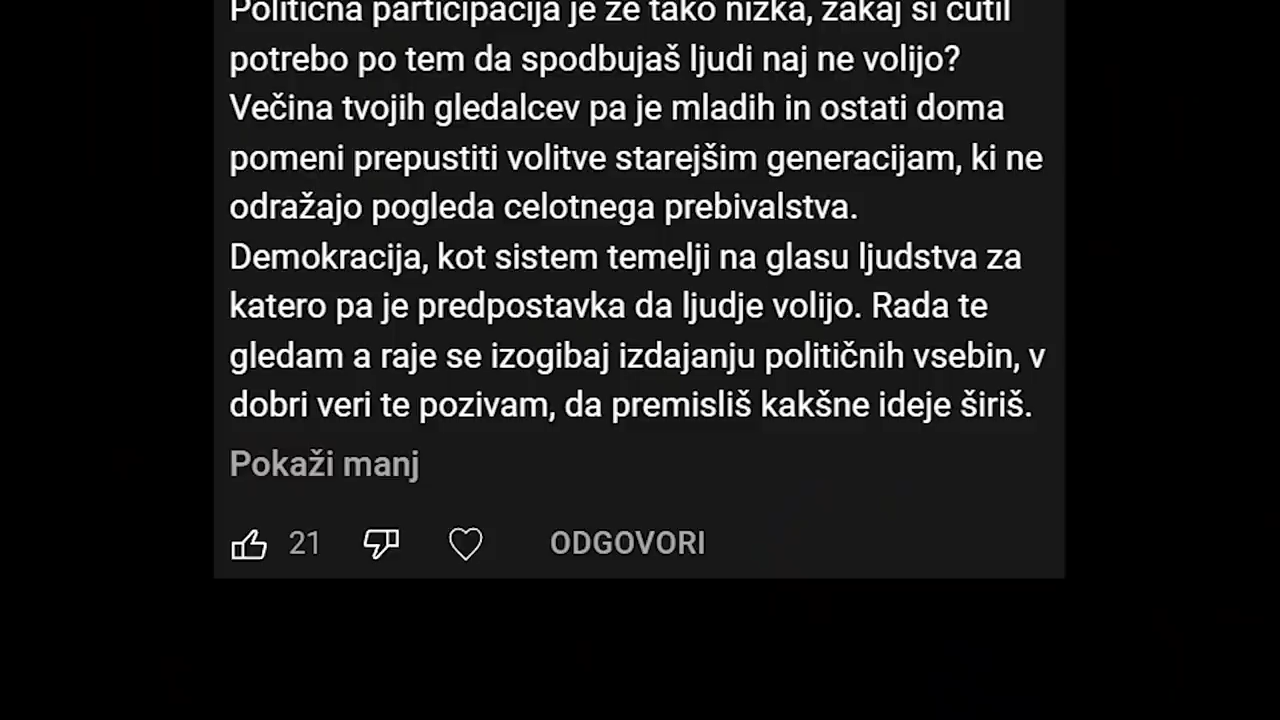 Politična participacija je že tako nizka, zakaj si čutil
potrebo po tem da spodbujaš ljudi naj ne volijo?
Večina tvojih gledalcev pa je mladih in ostati doma
pomeni prepustiti volitve starejšim generacijam, ki ne
odražajo pogleda celotnega prebivalstva.
Demokracija, kot sistem temelji na glasu ljudstva za
katero pa je predpostavka da ljudje volijo. Rada te
gledam a raje se izogibaj izdajanju političnih vsebin, v
dobri veri te pozivam, da premisliš kakšne ideje širiš.
Pokaži manj
21 ODGOVORI